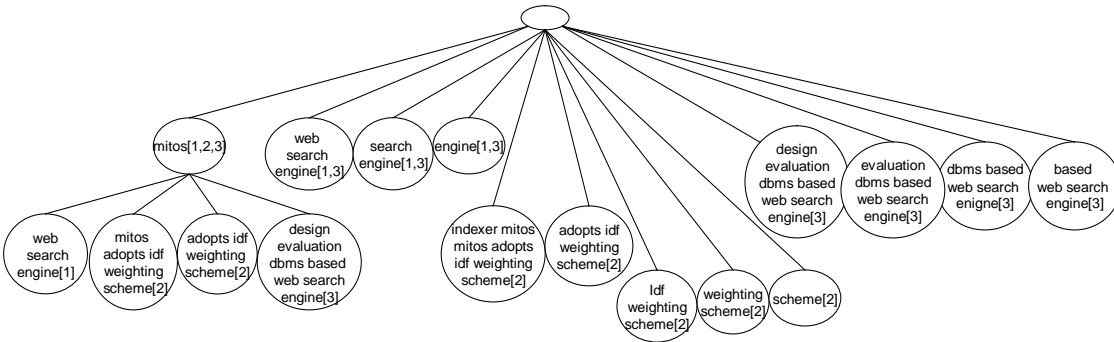 mitos[1,2,3]
web
search
engine[1,3]
search
engine[1,3]
engine[1,3]
design
evaluation
dbms based
web search
engine[3]
evaluation
dbms based
web search
engine[3]
dbms based
web search
enigne[3]
based
web search
engine[3]
web
search
engine[1]
mitos
adopts idf
weighting
scheme[2]
adopts idf
weighting
scheme[2]
design
evaluation
dbms based
web search
engine[3]
indexer mitos
mitos adopts
idf weighting
scheme[2]
adopts idf
weighting
scheme[2]
Idf
weighting
scheme[2]
weighting
scheme[2]
scheme[2]